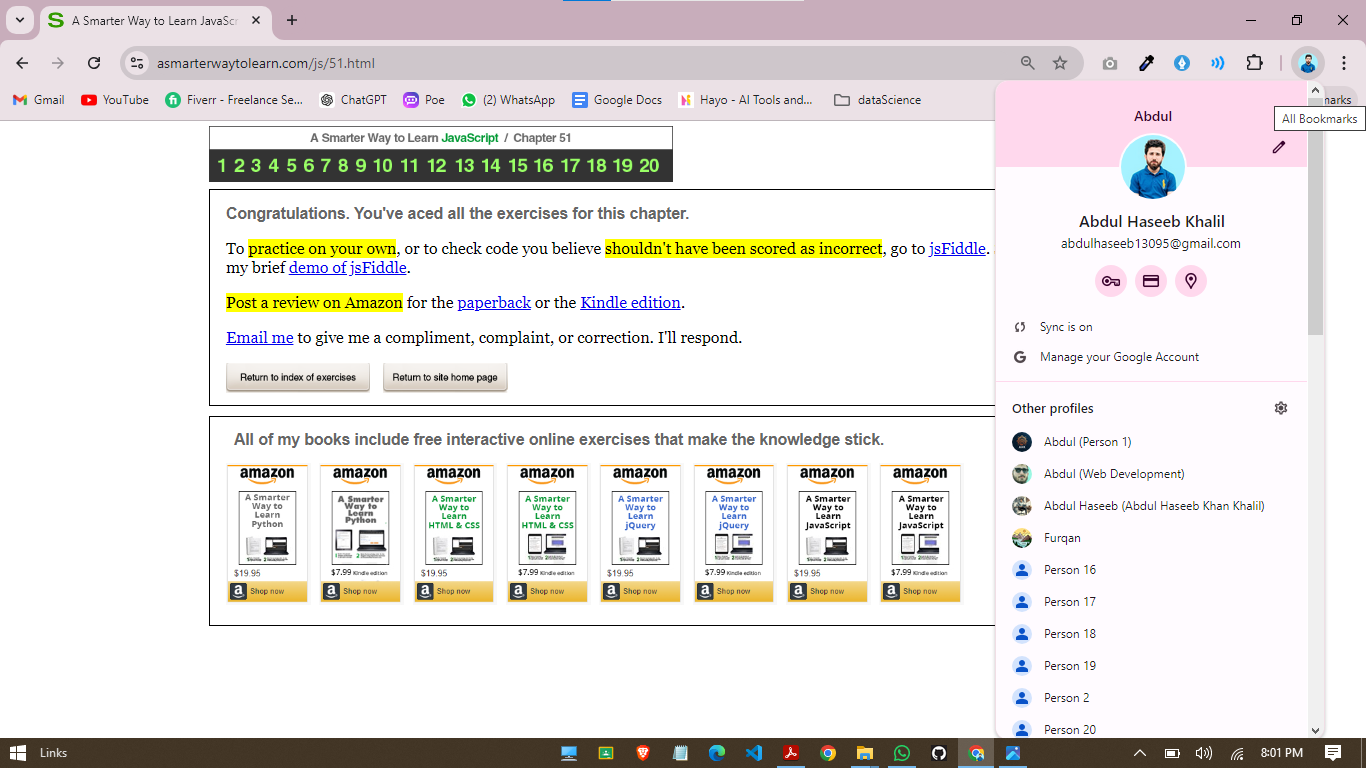 A Smarter Way to Learn JavaScr
asmarterwaytolearn.com/js/51.html
Gmail
YouTube
Fiverr - Freelance Se...
ChatGPT
Poe
(2) WhatsApp
Google Docs
Hayo - AI Tools and...
dataScience
All Bookmarks
A Smarter Way to Learn JavaScript / Chapter 51
1 2 3 4 5 6 7 8 9 10 11 12 13 14 15 16 17 18 19 20
Congratulations. You've aced all the exercises for this chapter.
To practice on your own, or to check code you believe shouldn't have been scored as incorrect, go to jsFiddle.
my brief demo of jsFiddle.
Post a review on Amazon for the paperback or the Kindle edition.
Email me to give me a compliment, complaint, or correction. I'll respond.
Return to index of exercises
Return to site home page
All of my books include free interactive online exercises that make the knowledge stick.
amazon
A Smarter
Way to
Learn
Python
$19.95
a Shop now
amazon
A Smarter
Way to
Learn
Python
$7.99 Kindle edition
a Shop now
amazon
A Smarter
Way to
Learn
HTML & CSS
$19.95
a Shop now
amazon
A Smarter
Way to
Learn
HTML & CSS
$7.99 Kindle edition
a Shop now
amazon
A Smarter
Way to
Learn
jQuery
$19.95
a Shop now
amazon
A Smarter
Way to
Learn
jQuery
$7.99 Kindle edition
a Shop now
amazon
A Smarter
Way to
Learn
JavaScript
$19.95
a Shop now
amazon
A Smarter
Way to
Learn
JavaScript
$7.99 Kindle edition
a Shop now
Abdul
Abdul Haseeb Khalil
abdulhaseeb13095@gmail.com
Sync is on
Manage your Google Account
Other profiles
Abdul (Person 1)
Abdul (Web Development)
Abdul Haseeb (Abdul Haseeb Khan Khalil)
Furqan
Person 16
Person 17
Person 18
Person 19
Person 2
Person 20
Links
8:01 PM